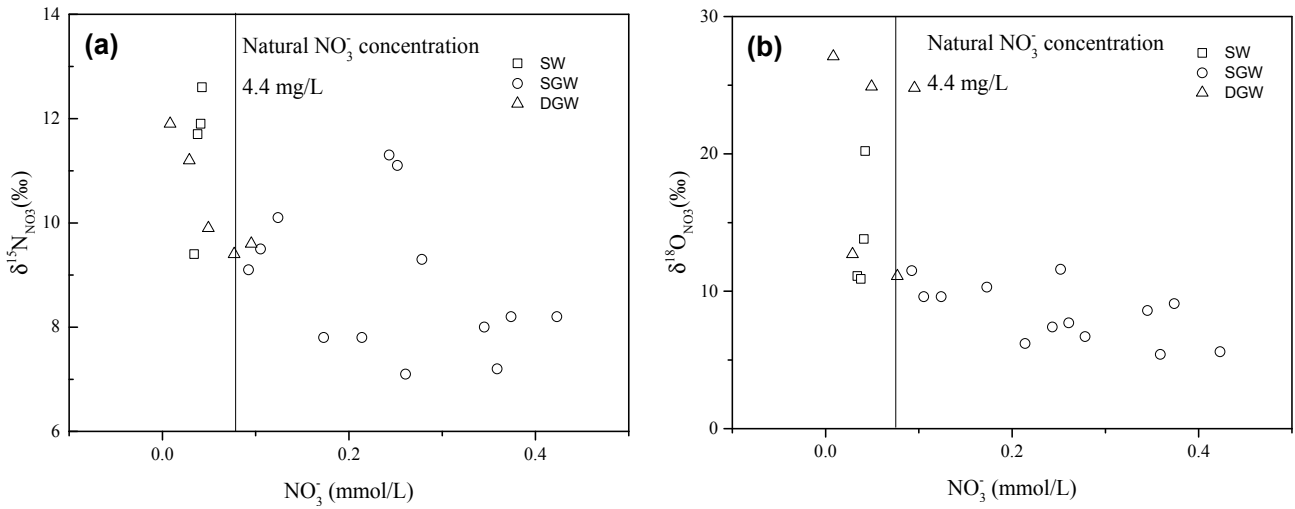 (a)
Natural NO₃⁻ concentration
4.4 mg/L
SW
SGW
DGW
14
12
10
8
6
δ¹⁵N_NO3(‰)
0.0 0.2 0.4
NO₃⁻ (mmol/L)
(b)
Natural NO₃⁻ concentration
4.4 mg/L
SW
SGW
DGW
30
20
10
0
δ¹⁸O_NO3(‰)
0.0 0.2 0.4
NO₃⁻ (mmol/L)